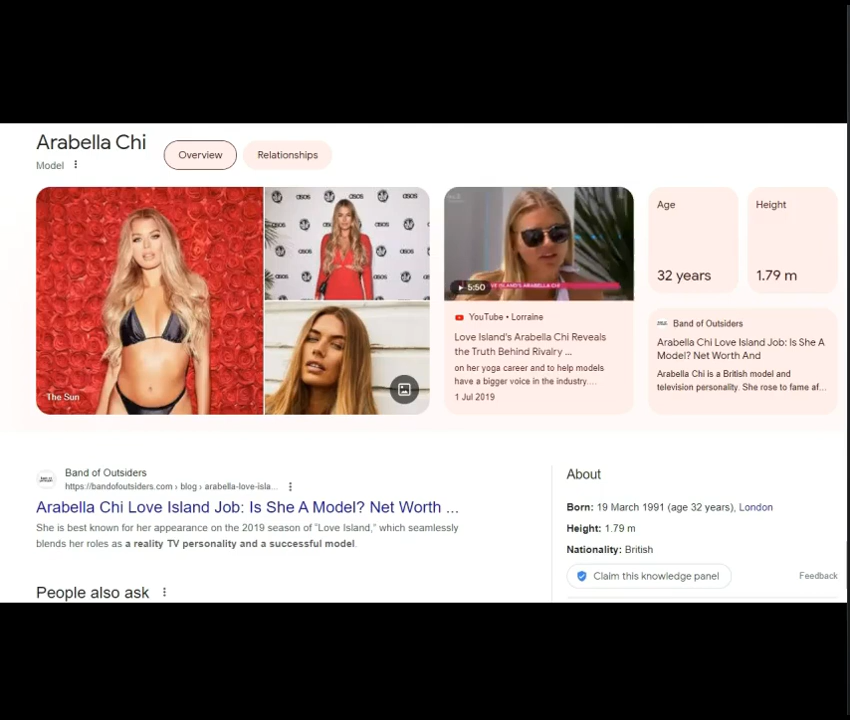 Arabella Chi
Model
Overview
Relationships
The Sun
asos
asos
asos
asos
asos
5:50
YouTube • Lorraine
Love Island's Arabella Chi Reveals
the Truth Behind Rivalry ...
on her yoga career and to help models
have a bigger voice in the industry....
1 Jul 2019
Age
32 years
Height
1.79 m
Band of Outsiders
Arabella Chi Love Island Job: Is She A
Model? Net Worth And
Arabella Chi is a British model and
television personality. She rose to fame af...
Band of Outsiders
https://bandofoutsiders.com › blog › arabella-love-isla...
Arabella Chi Love Island Job: Is She A Model? Net Worth ...
She is best known for her appearance on the 2019 season of "Love Island," which seamlessly
blends her roles as a reality TV personality and a successful model.
People also ask
About
Born: 19 March 1991 (age 32 years), London
Height: 1.79 m
Nationality: British
Claim this knowledge panel
Feedback